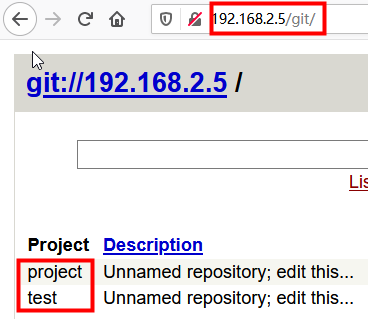 192.168.2.5/git/
git://192.168.2.5 /
Lis
Project Description
project Unnamed repository; edit this...
test Unnamed repository; edit this...